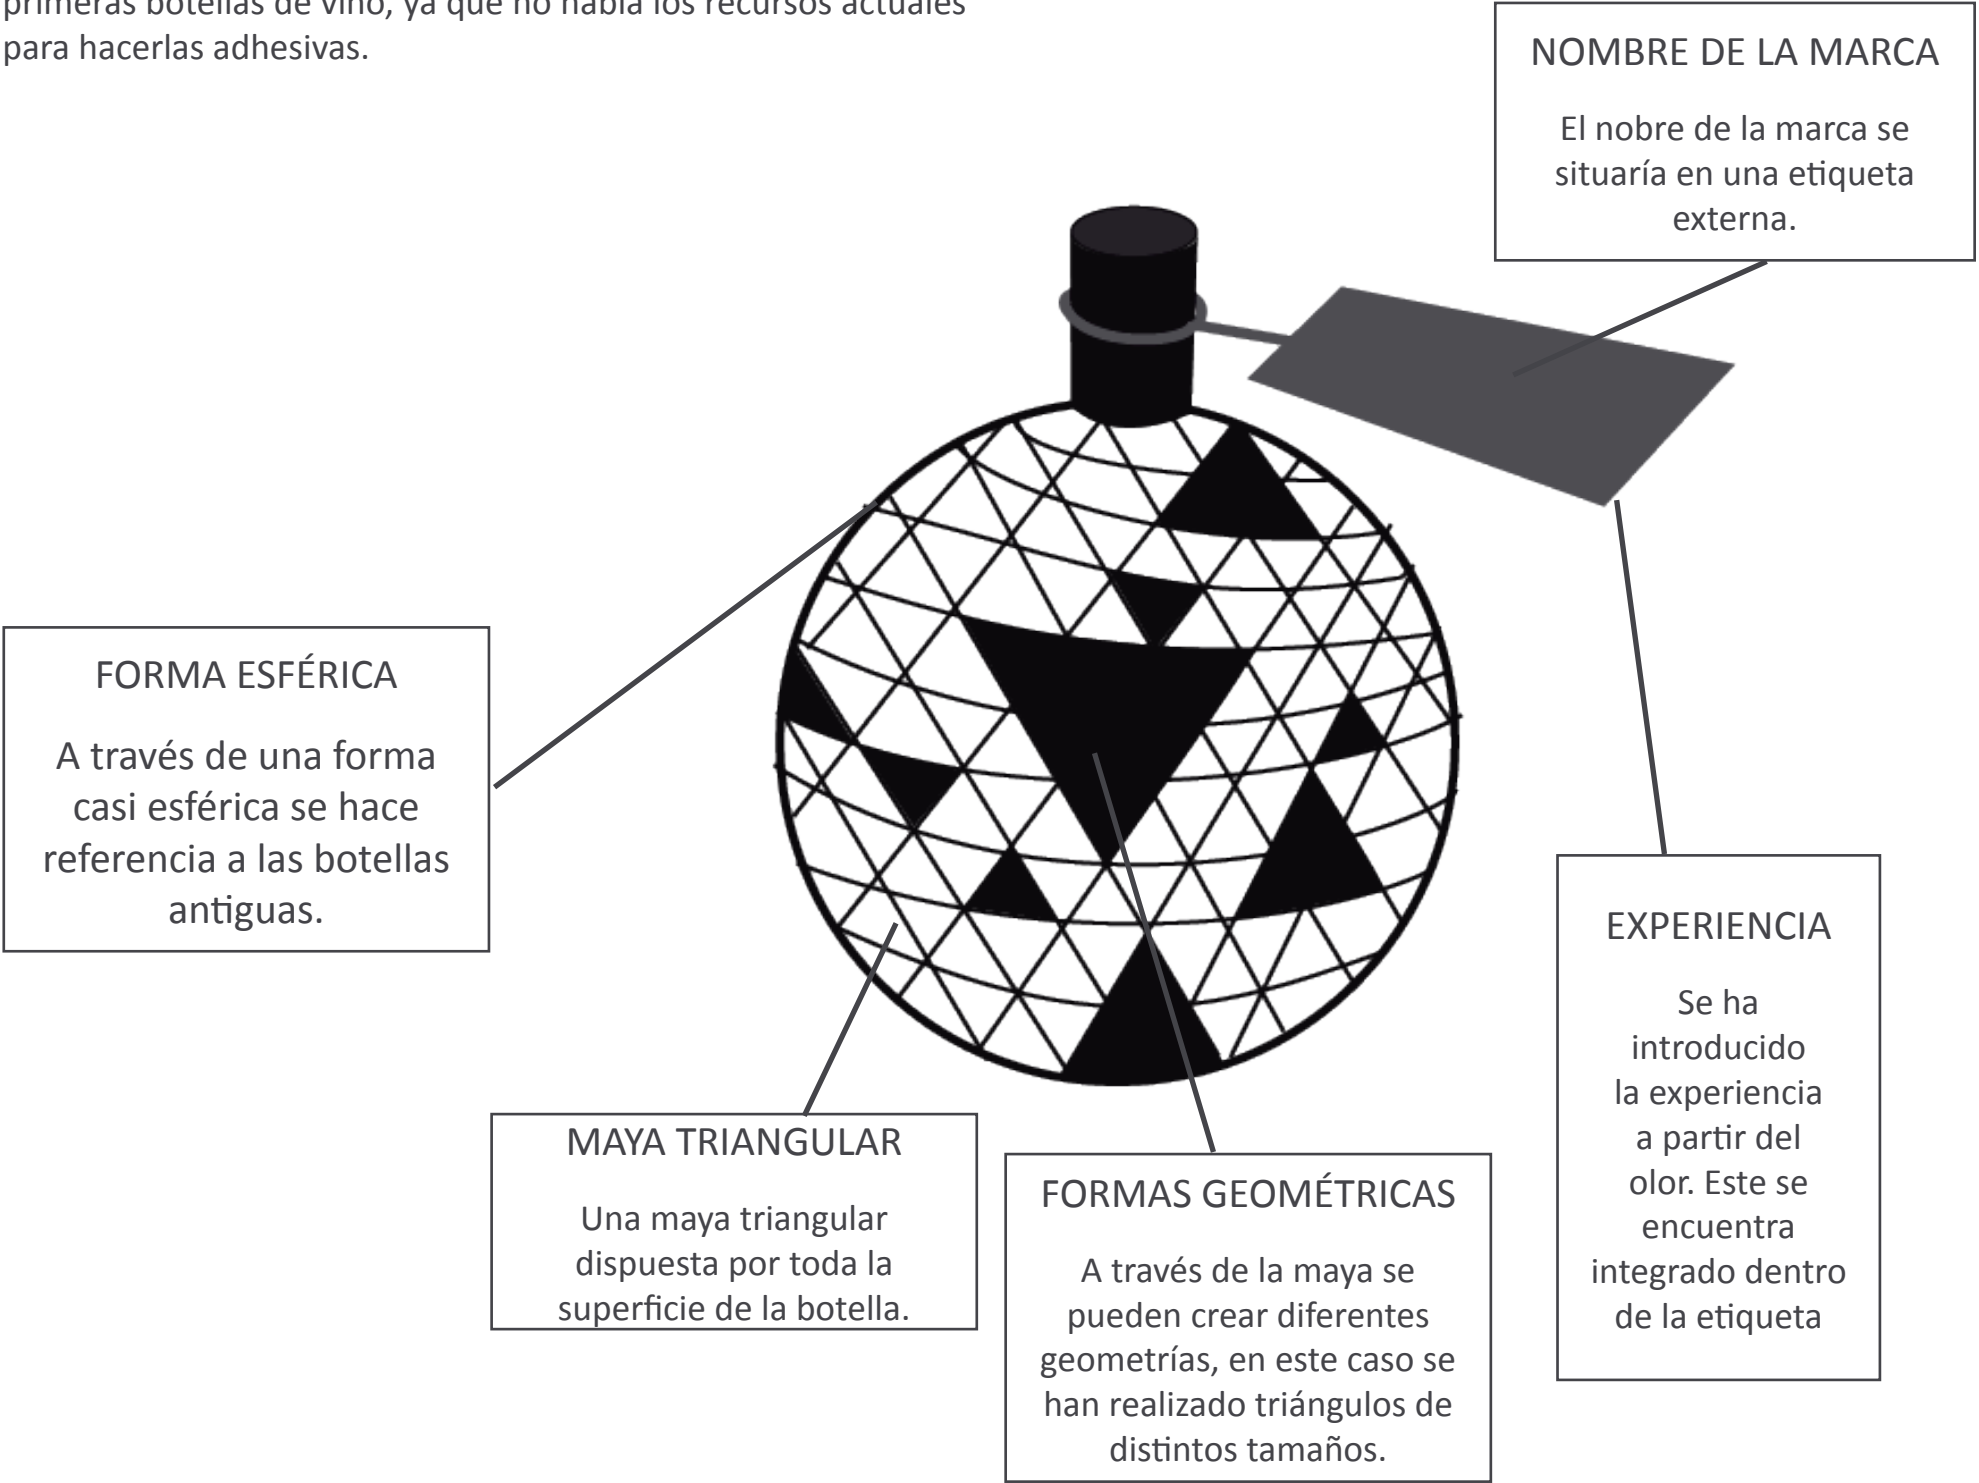 primeras botellas de vino, ya que no había los recursos actuales
para hacerlas adhesivas.
NOMBRE DE LA MARCA
El nobre de la marca se
situaría en una etiqueta
externa.
FORMA ESFÉRICA
A través de una forma
casi esférica se hace
referencia a las botellas
antiguas.
MAYA TRIANGULAR
Una maya triangular
dispuesta por toda la
superficie de la botella.
FORMAS GEOMÉTRICAS
A través de la maya se
pueden crear diferentes
geometrías, en este caso se
han realizado triángulos de
distintos tamaños.
EXPERIENCIA
Se ha
introducido
la experiencia
a partir del
olor. Este se
encuentra
integrado dentro
de la etiqueta